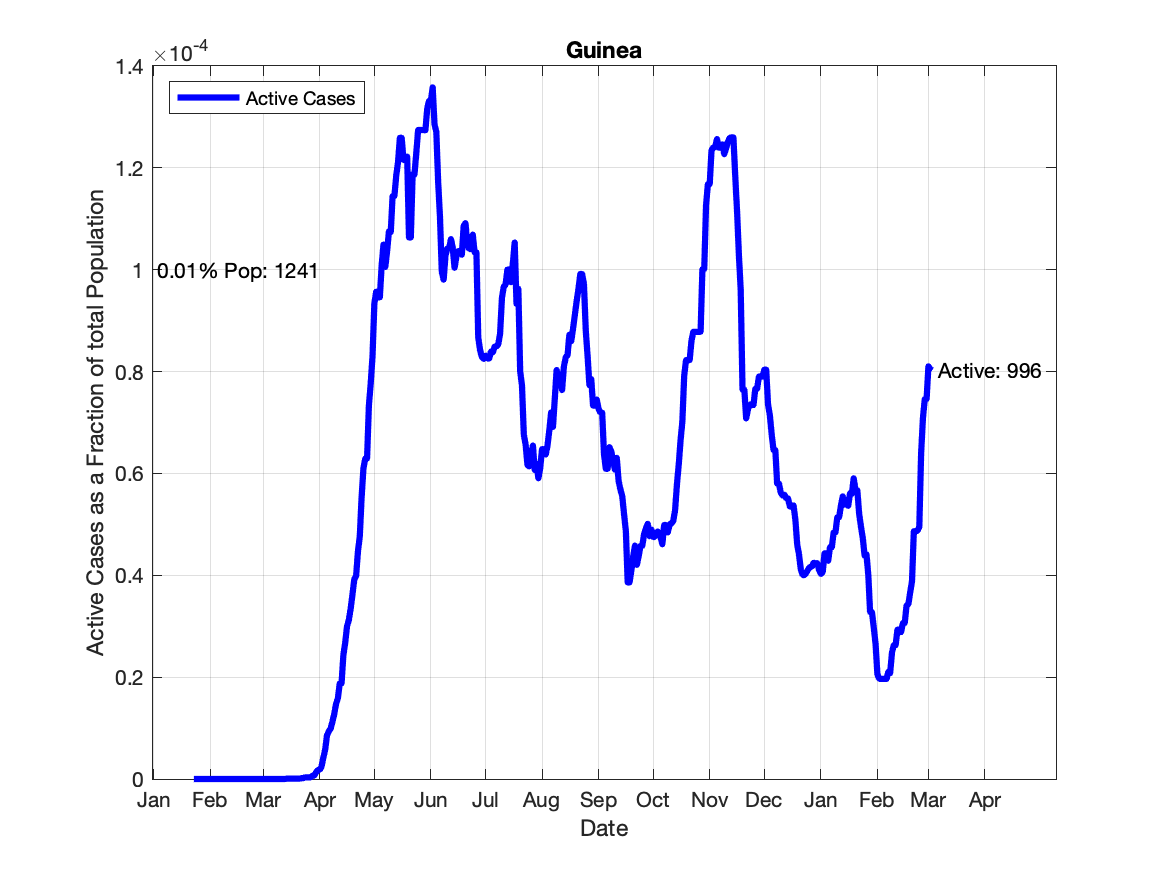 Guinea
×10-4
Active Cases
1.4
1.2
1
0.8
0.6
0.4
0.2
0
0.01% Pop: 1241
Active: 996
Active Cases as a Fraction of total Population
Jan Feb Mar Apr May Jun Jul Aug Sep Oct Nov Dec Jan Feb Mar Apr
Date